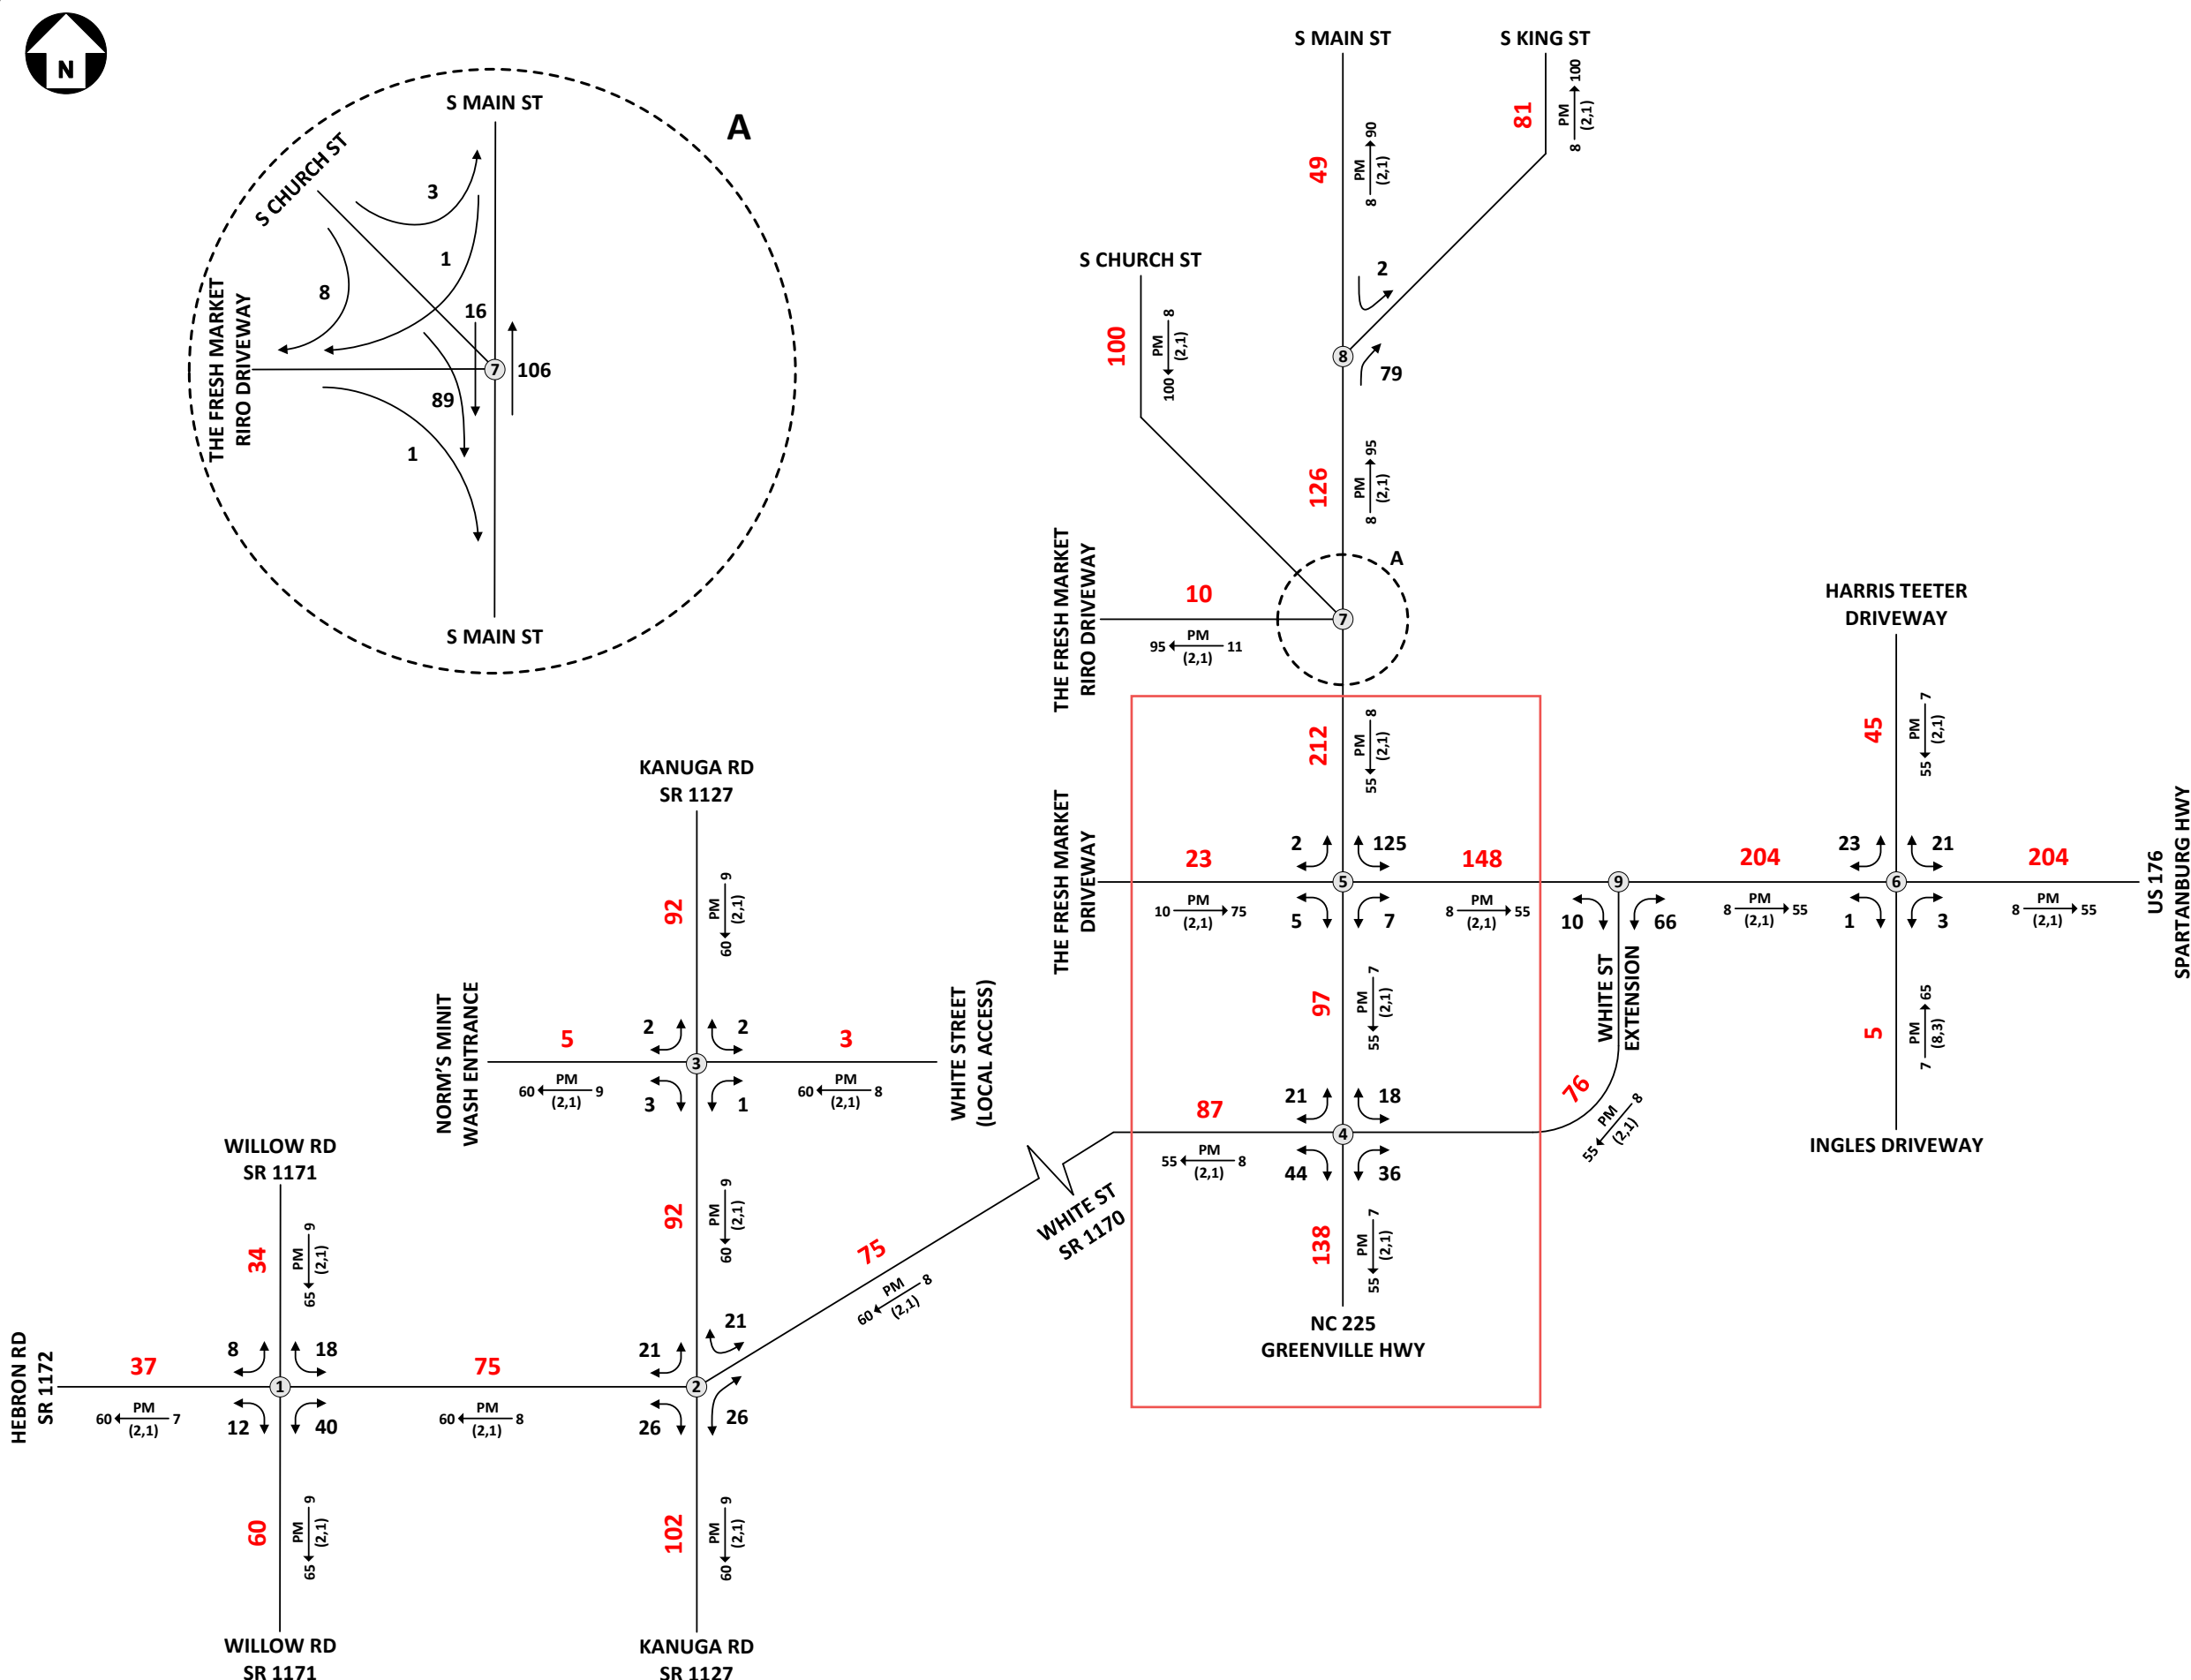 N
A
S MAIN ST
S CHURCH ST
3
1
8
16
THE FRESH MARKET
RIRO DRIVEWAY
7
106
89
1
S MAIN ST
S MAIN ST
S KING ST
49
8 PM 90
(2,1)
81
8 PM 100
(2,1)
S CHURCH ST
100
100 PM 8
(2,1)
2
8
79
126
8 PM 95
(2,1)
THE FRESH MARKET
RIRO DRIVEWAY
10
95 PM 11
(2,1)
A
7
212
55 PM 8
(2,1)
THE FRESH MARKET
DRIVEWAY
23
10 PM 75
(2,1)
2
125
5
5
7
148
8 PM 55
(2,1)
9
10
66
WHITE ST
EXTENSION
204
8 PM 55
(2,1)
HARRIS TEETER
DRIVEWAY
45
55 PM 7
(2,1)
23
21
6
1
3
204
8 PM 55
(2,1)
US 176
SPARTANBURG HWY
5
7 PM 65
(8,3)
INGLES DRIVEWAY
97
55 PM 7
(2,1)
76
55 PM 8
(2,1)
87
55 PM 8
(2,1)
21
18
4
44
36
138
55 PM 7
(2,1)
NC 225
GREENVILLE HWY
WHITE ST
SR 1170
KANUGA RD
SR 1127
92
60 PM 9
(2,1)
NORM'S MINIT
WASH ENTRANCE
5
60 PM 9
(2,1)
2
2
3
3
1
3
60 PM 8
(2,1)
WHITE STREET
(LOCAL ACCESS)
92
60 PM 9
(2,1)
75
60 PM 8
(2,1)
WILLOW RD
SR 1171
34
65 PM 9
(2,1)
HEBRON RD
SR 1172
37
60 PM 7
(2,1)
8
18
1
12
40
75
60 PM 8
(2,1)
21
21
2
26
26
60
65 PM 9
(2,1)
102
60 PM 9
(2,1)
WILLOW RD
SR 1171
KANUGA RD
SR 1127